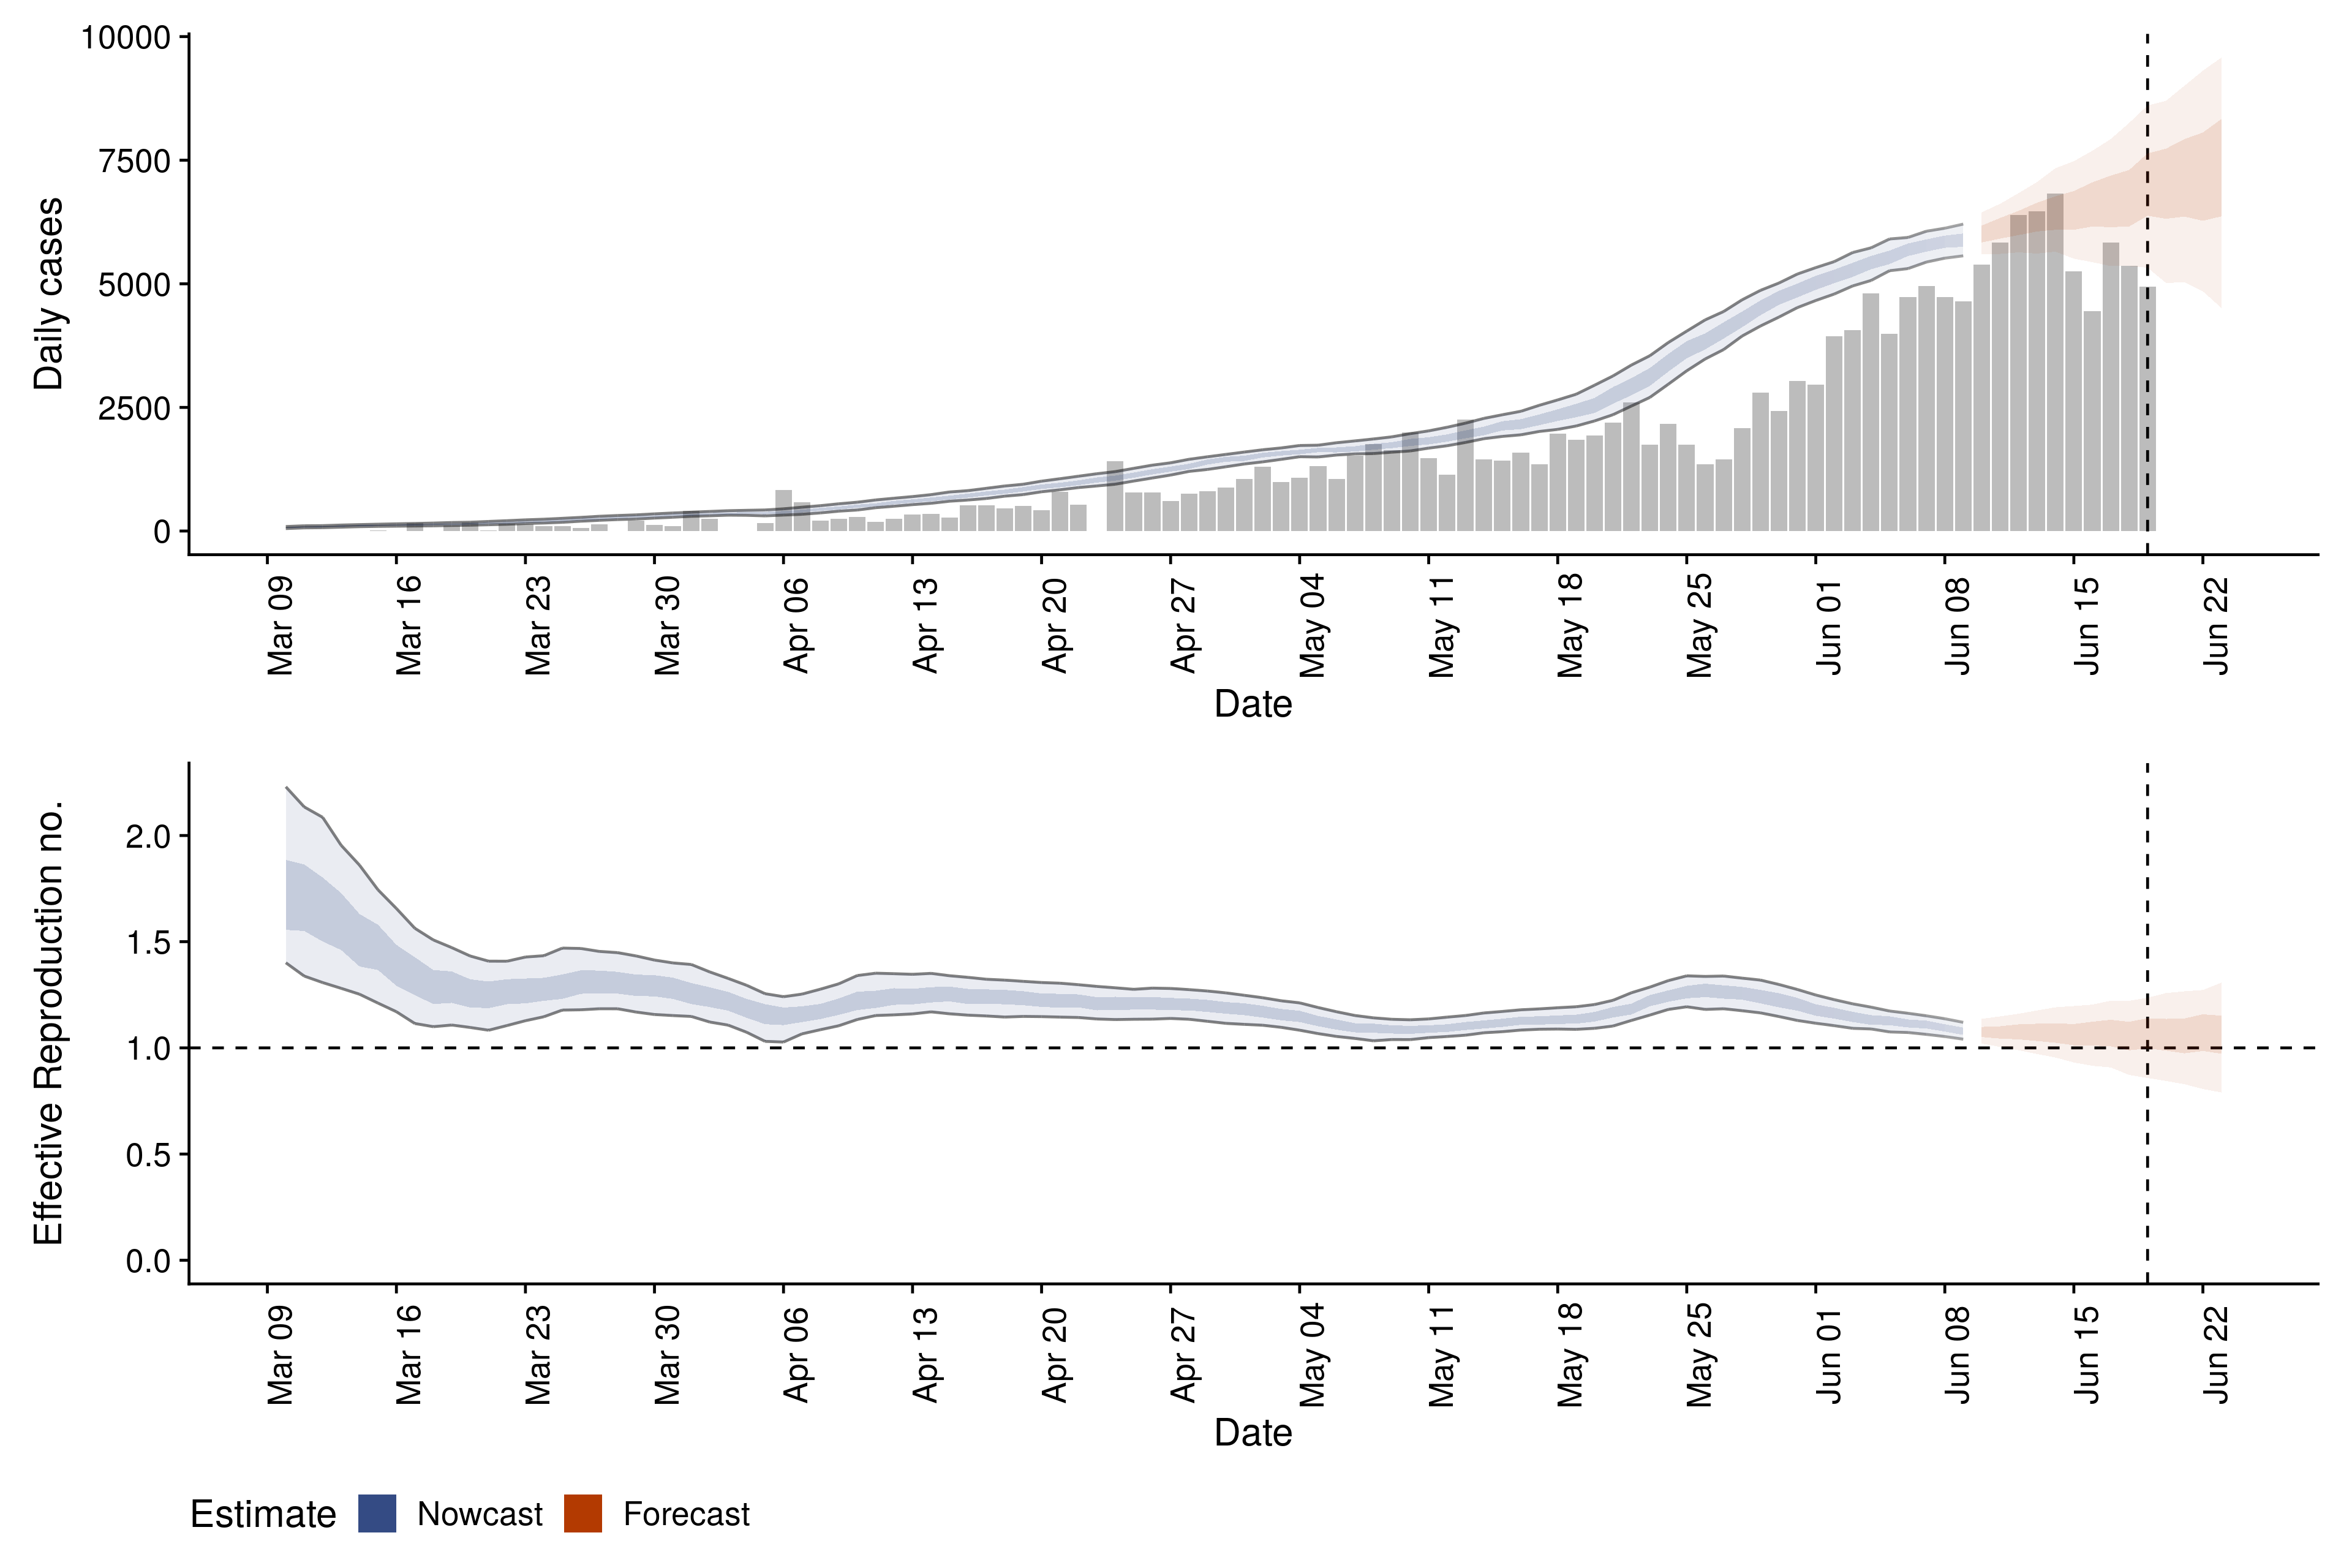 10000
7500
5000
2500
0
Daily cases
Mar 09
Mar 16
Mar 23
Mar 30
Apr 06
Apr 13
Apr 20
Apr 27
May 04
May 11
May 18
May 25
Jun 01
Jun 08
Jun 15
Jun 22
Date
2.0
1.5
1.0
0.5
0.0
Effective Reproduction no.
Mar 09
Mar 16
Mar 23
Mar 30
Apr 06
Apr 13
Apr 20
Apr 27
May 04
May 11
May 18
May 25
Jun 01
Jun 08
Jun 15
Jun 22
Date
Estimate Nowcast Forecast